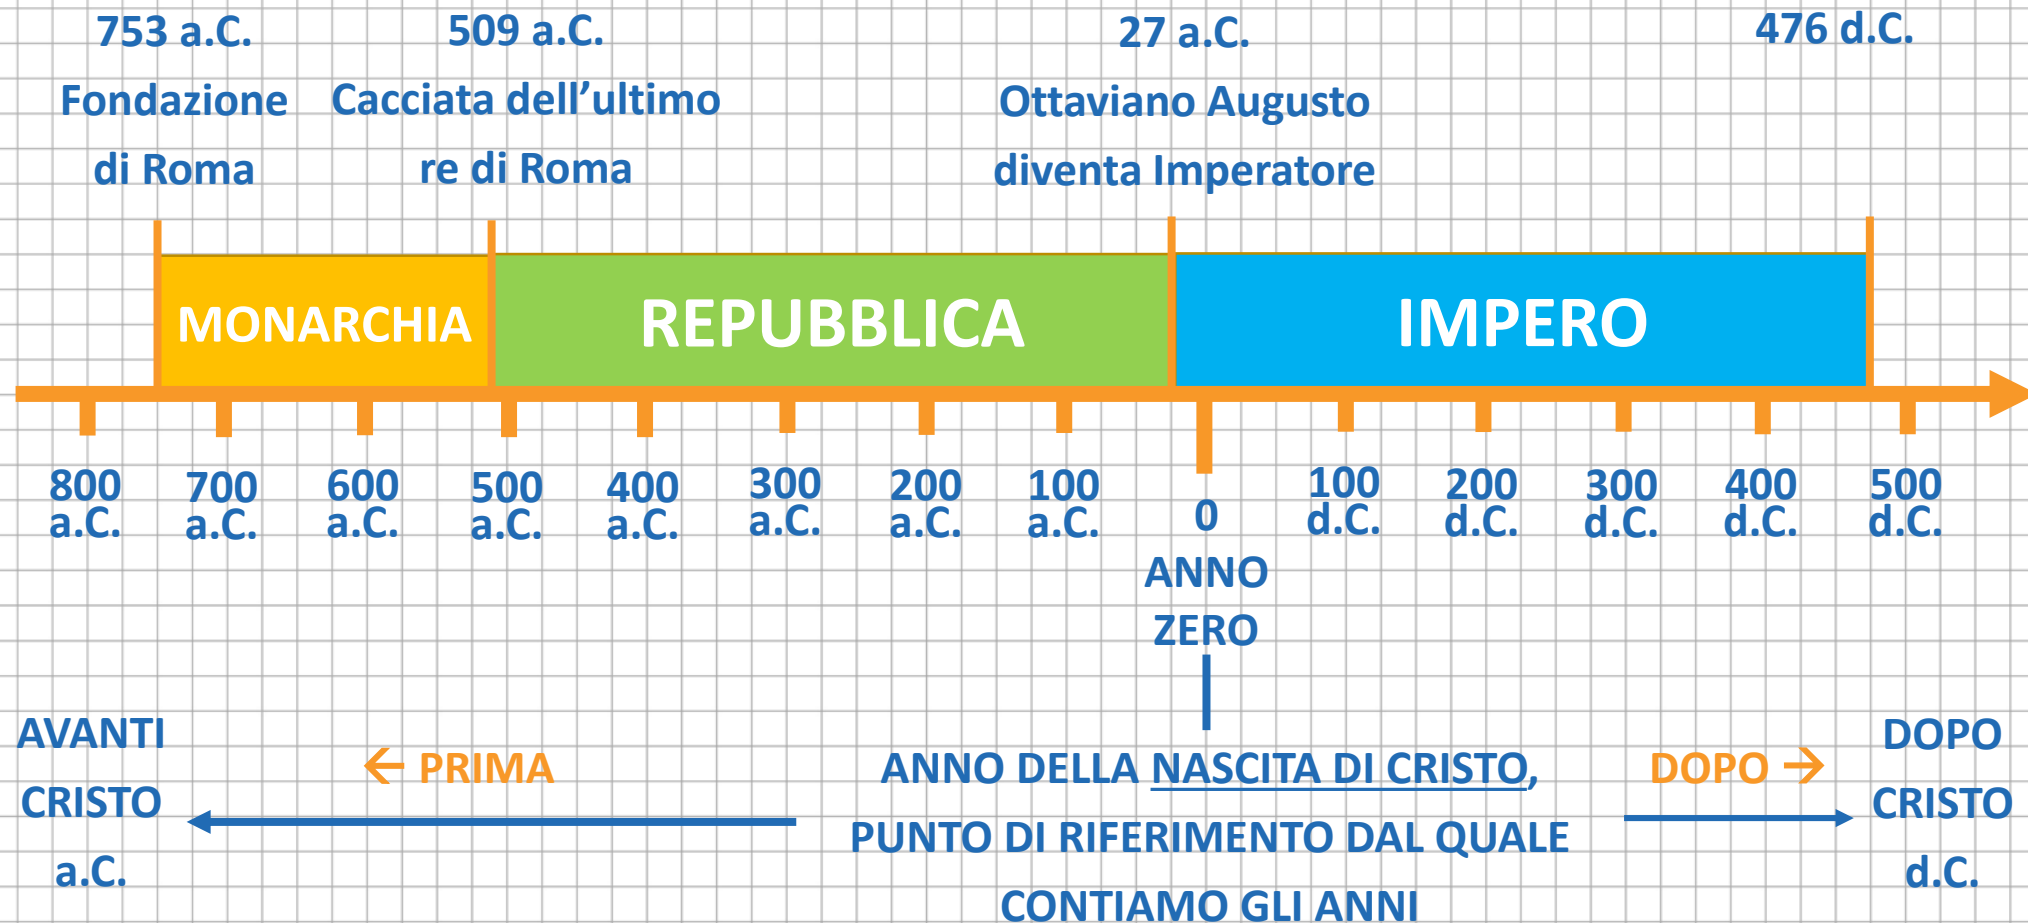 753 a.C.
Fondazione
di Roma
509 a.C.
Cacciata dell’ultimo
re di Roma
27 a.C.
Ottaviano Augusto
diventa Imperatore
476 d.C.
MONARCHIA
REPUBBLICA
IMPERO
800
a.C.
700
a.C.
600
a.C.
500
a.C.
400
a.C.
300
a.C.
200
a.C.
100
a.C.
0
100
d.C.
200
d.C.
300
d.C.
400
d.C.
500
d.C.
ANNO
ZERO
AVANTI
CRISTO
a.C.
← PRIMA
ANNO DELLA NASCITA DI CRISTO,
PUNTO DI RIFERIMENTO DAL QUALE
CONTIAMO GLI ANNI
DOPO →
DOPO
CRISTO
d.C.